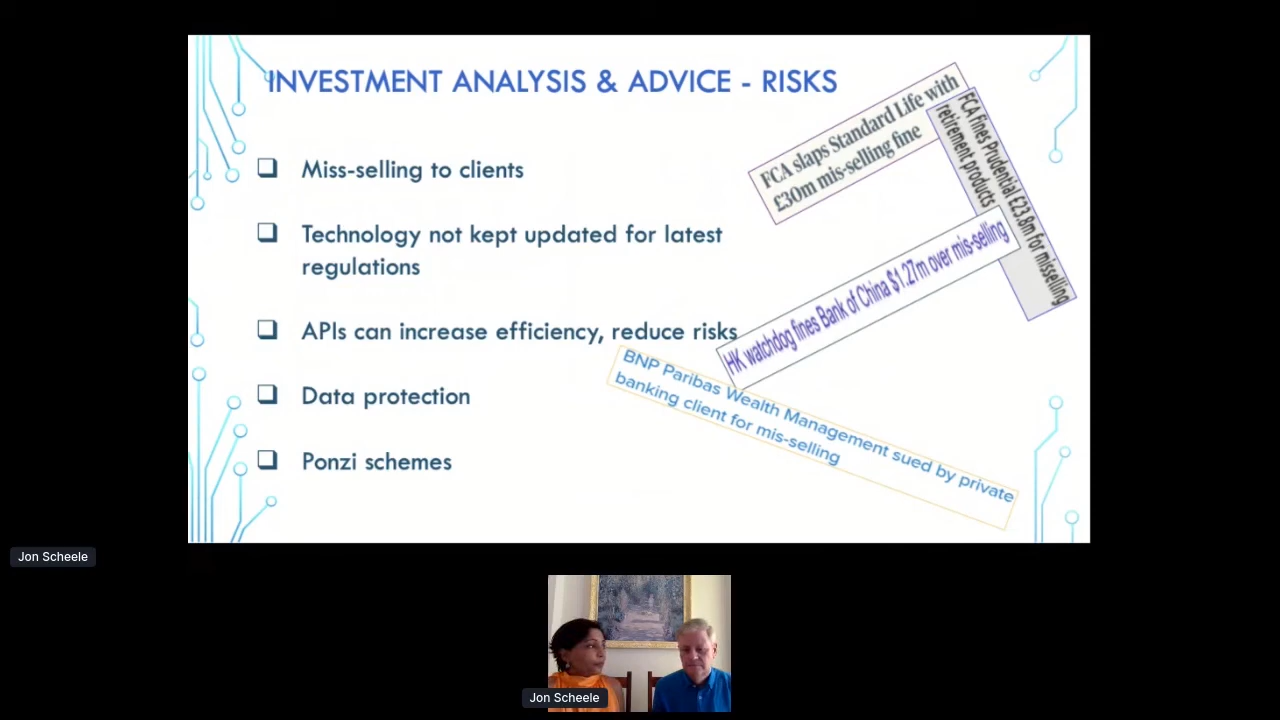 INVESTMENT ANALYSIS & ADVICE - RISKS
Miss-selling to clients
Technology not kept updated for latest
regulations
APIs can increase efficiency, reduce risks
Data protection
Ponzi schemes
FCA slaps Standard Life with
£30m mis-selling fine
FCA fines Prudential £23.8m for misselling
retirement products
HK watchdog fines Bank of China $1.27m over mis-selling
BNP Paribas Wealth Management sued by private
banking client for mis-selling
Jon Scheele
Jon Scheele